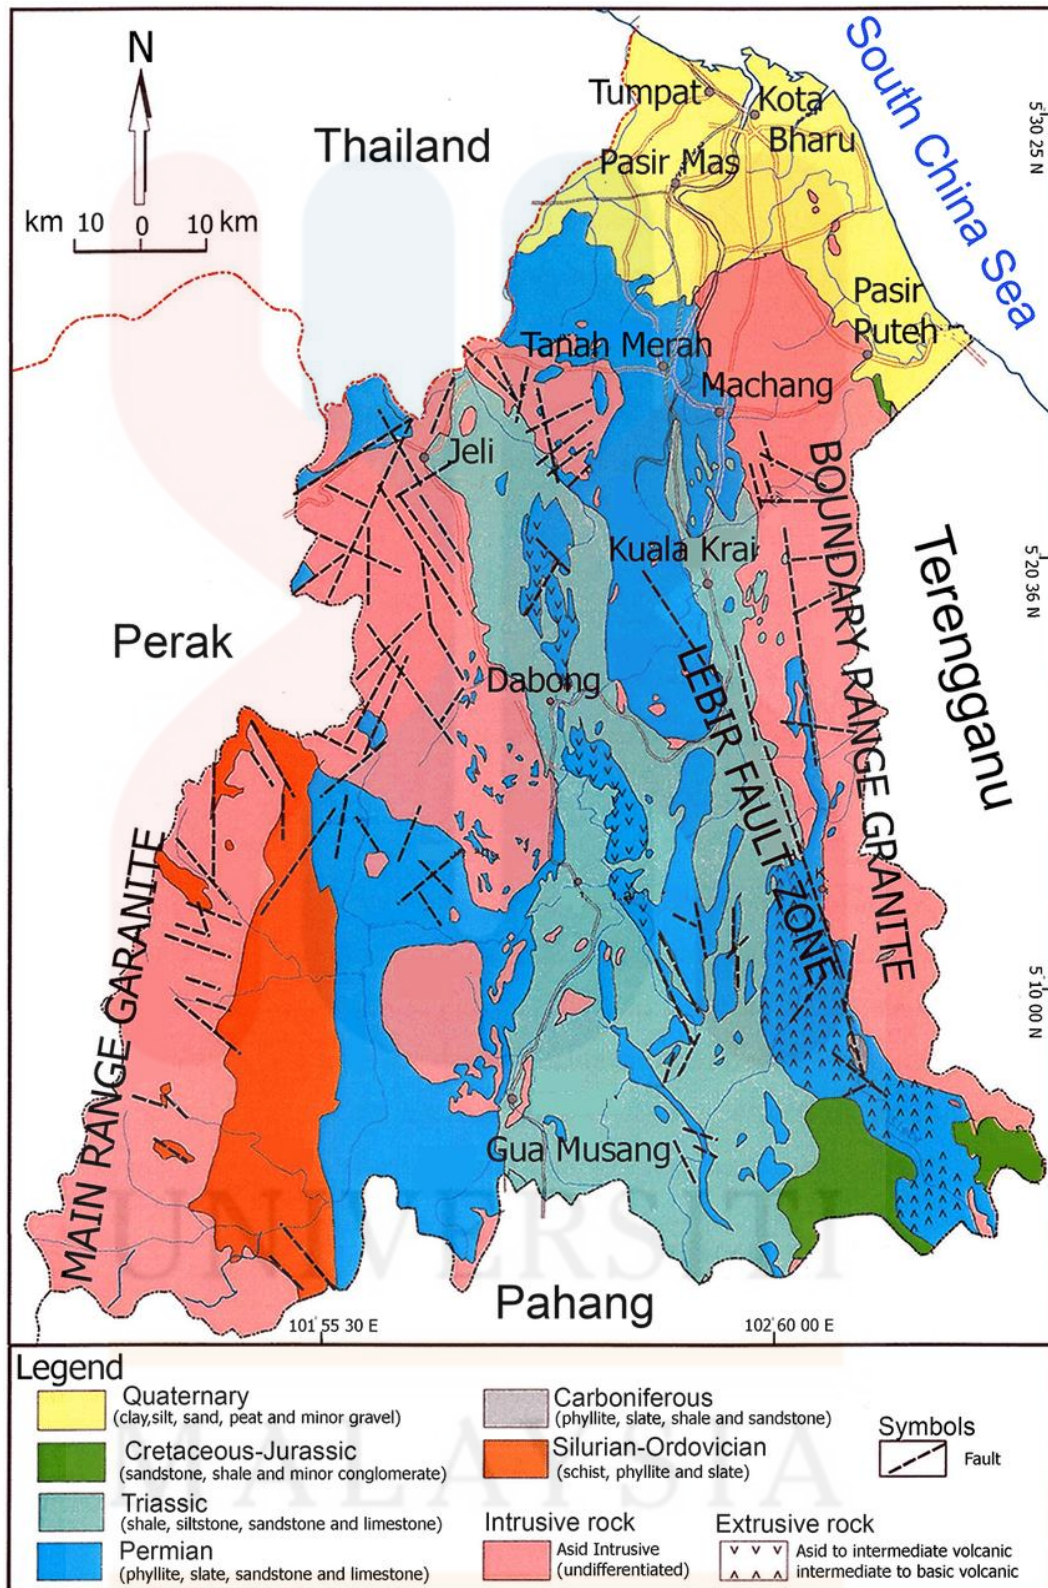 N
South China Sea
Thailand
Tumpat
Kota
Bharu
5 30 25 N
Pasir Mas
km 10 0 10 km
Pasir
Puteh
Tanah Merah
Machang
Jeli
BOUNDARY RANGE GRANITE
Kuala Krai
Terengganu
5 20 36 N
Perak
LEBIR FAULT ZONE
Dabong
MAIN RANGE GARANITE
5 10 00 N
Gua Musang
UNIVERSITI
Pahang
101 55 30 E
102 60 00 E
Legend
Quaternary
(clay,silt, sand, peat and minor gravel)
Cretaceous-Jurassic
(sandstone, shale and minor conglomerate)
Triassic
(shale, siltstone, sandstone and limestone)
Permian
(phyllite, slate, sandstone and limestone)
Carboniferous
(phyllite, slate, shale and sandstone)
Silurian-Ordovician
(schist, phyllite and slate)
Symbols
Fault
MALAYSIA
Intrusive rock
Asid Intrusive
(undifferentiated)
Extrusive rock
Asid to intermediate volcanic
intermediate to basic volcanic